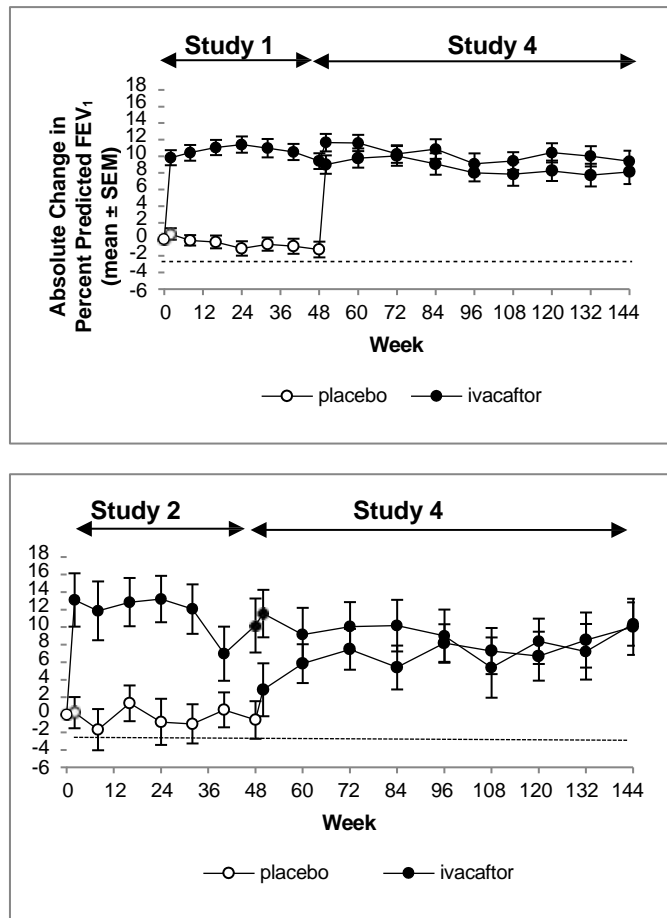 Study 1 Study 4
Absolute Change in
Percent Predicted FEV₁
(mean ± SEM)
18
16
14
12
10
8
6
4
2
0
-2
-4
-6
0 12 24 36 48 60 72 84 96 108 120 132 144
Week
placebo ivacaftor
Study 2 Study 4
18
16
14
12
10
8
6
4
2
0
-2
-4
-6
0 12 24 36 48 60 72 84 96 108 120 132 144
Week
placebo ivacaftor